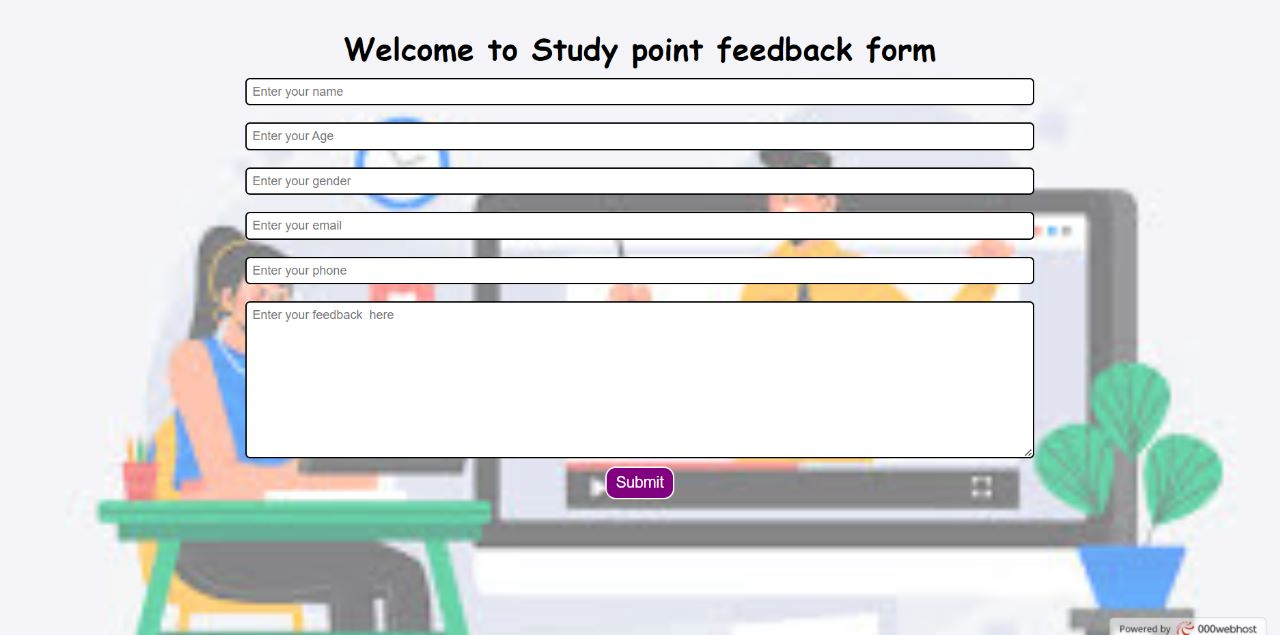 Welcome to Study point feedback form
Enter your name
Enter your Age
Enter your gender
Enter your email
Enter your phone
Enter your feedback  here
Submit
Powered by 000webhost